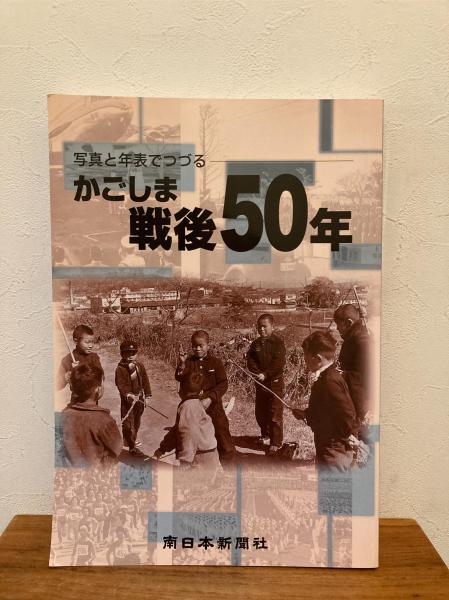 写真と年表でつづる
かごしま
戦後50年
南日本新聞社